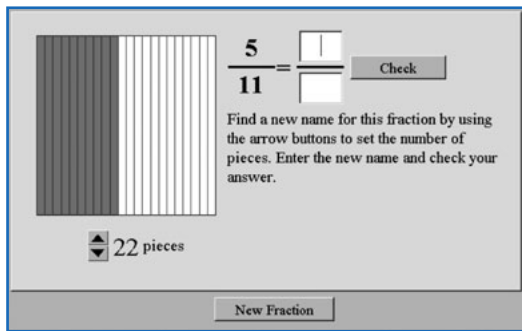 5
11
=
Check
Find a new name for this fraction by using
the arrow buttons to set the number of
pieces. Enter the new name and check your
answer.
22 pieces
New Fraction